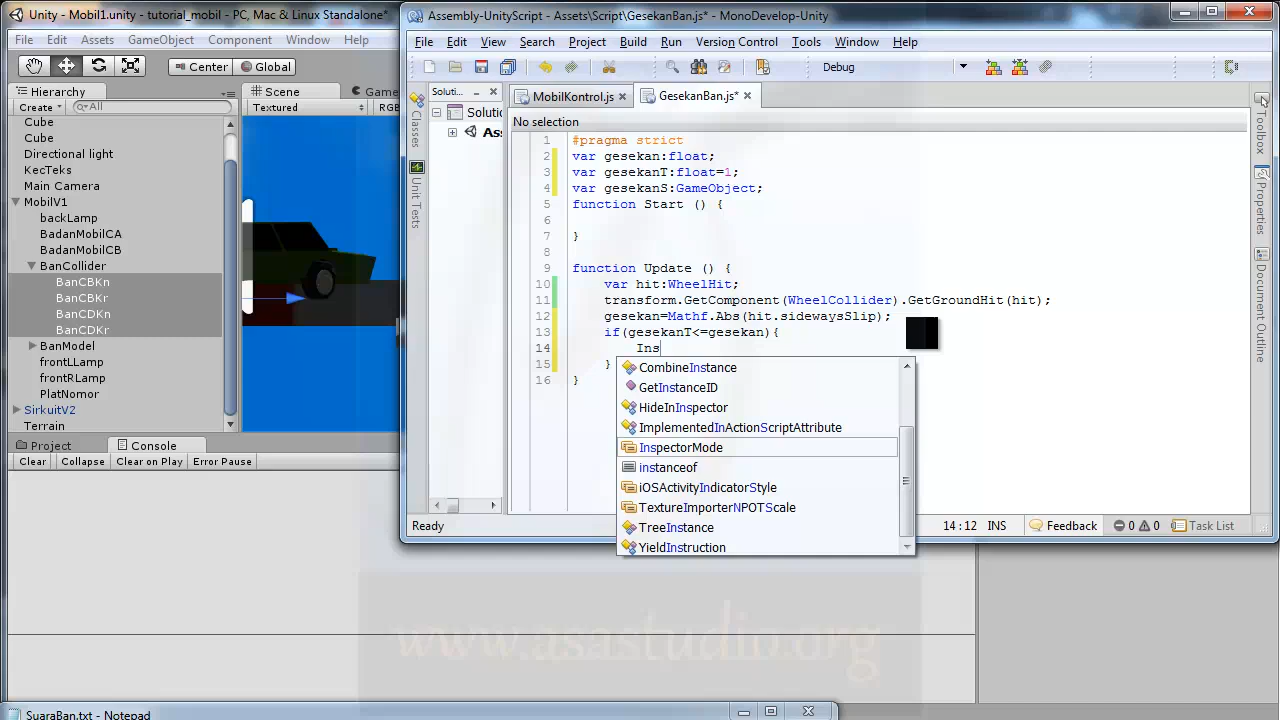 Unity - Mobil1.unity - tutorial_mobil - PC, Mac & Linux Standalone*
File Edit Assets GameObject Component Window Help
Center Global
Hierarchy
Create All
Cube
Cube
Directional light
KecTeks
Main Camera
MobilV1
backLamp
BadanMobilCA
BadanMobilCB
BanCollider
BanCBKn
BanCBKr
BanCDKn
BanCDKr
BanModel
frontLLamp
frontRLamp
PlatNomor
SirkuitV2
Terrain
Scene Game
Textured RGB
Project Console
Clear Collapse Clear on Play Error Pause
Assembly-UnityScript - Assets\Script\GesekanBan.js* - MonoDevelop-Unity
File Edit View Search Project Build Run Version Control Tools Window Help
Debug
Classes
Unit Tests
Soluti..
Solutio
Ass
MobilKontrol.js GesekanBan.js*
No selection
1 #pragma strict
2 var gesekan:float;
3 var gesekanT:float=1;
4 var gesekanS:GameObject;
5 function Start () {
6
7 }
8
9 function Update () {
10 var hit:WheelHit;
11 transform.GetComponent(WheelCollider).GetGroundHit(hit);
12 gesekan=Mathf.Abs(hit.sidewaysSlip);
13 if(gesekanT<=gesekan){
14 Ins
15 }
16 }
CombineInstance
GetInstanceID
HideInInspector
ImplementedInActionScriptAttribute
InspectorMode
instanceof
iOSActivityIndicatorStyle
TextureImporterNPOTScale
TreeInstance
YieldInstruction
Toolbox
Properties
Document Outline
Ready 14 : 12 INS Feedback 0 0 Task List
www.asastudio.org
SuaraBan.txt - Notepad